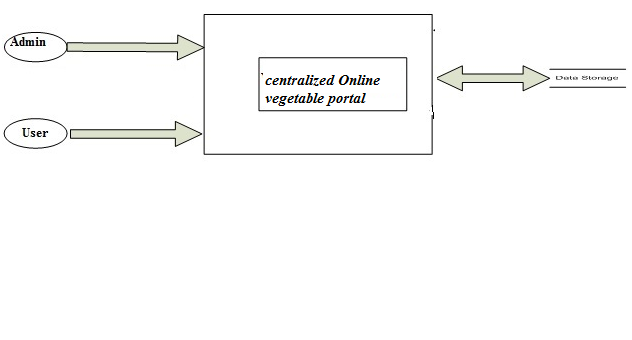 Admin
centralized Online
vegetable portal
Data Storage
User